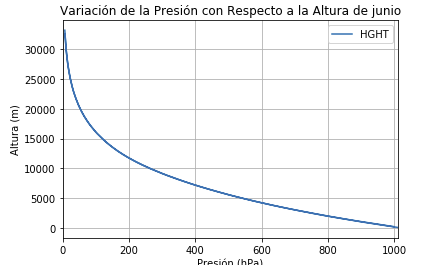 Variación de la Presión con Respecto a la Altura de junio
HGHT
Altura (m)
30000
25000
20000
15000
10000
5000
0
0 200 400 600 800 1000
Presión (hPa)